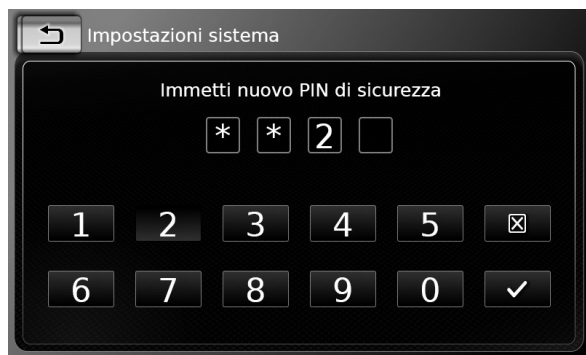 Impostazioni sistema
Immetti nuovo PIN di sicurezza
* * 2
1 2 3 4 5
6 7 8 9 0